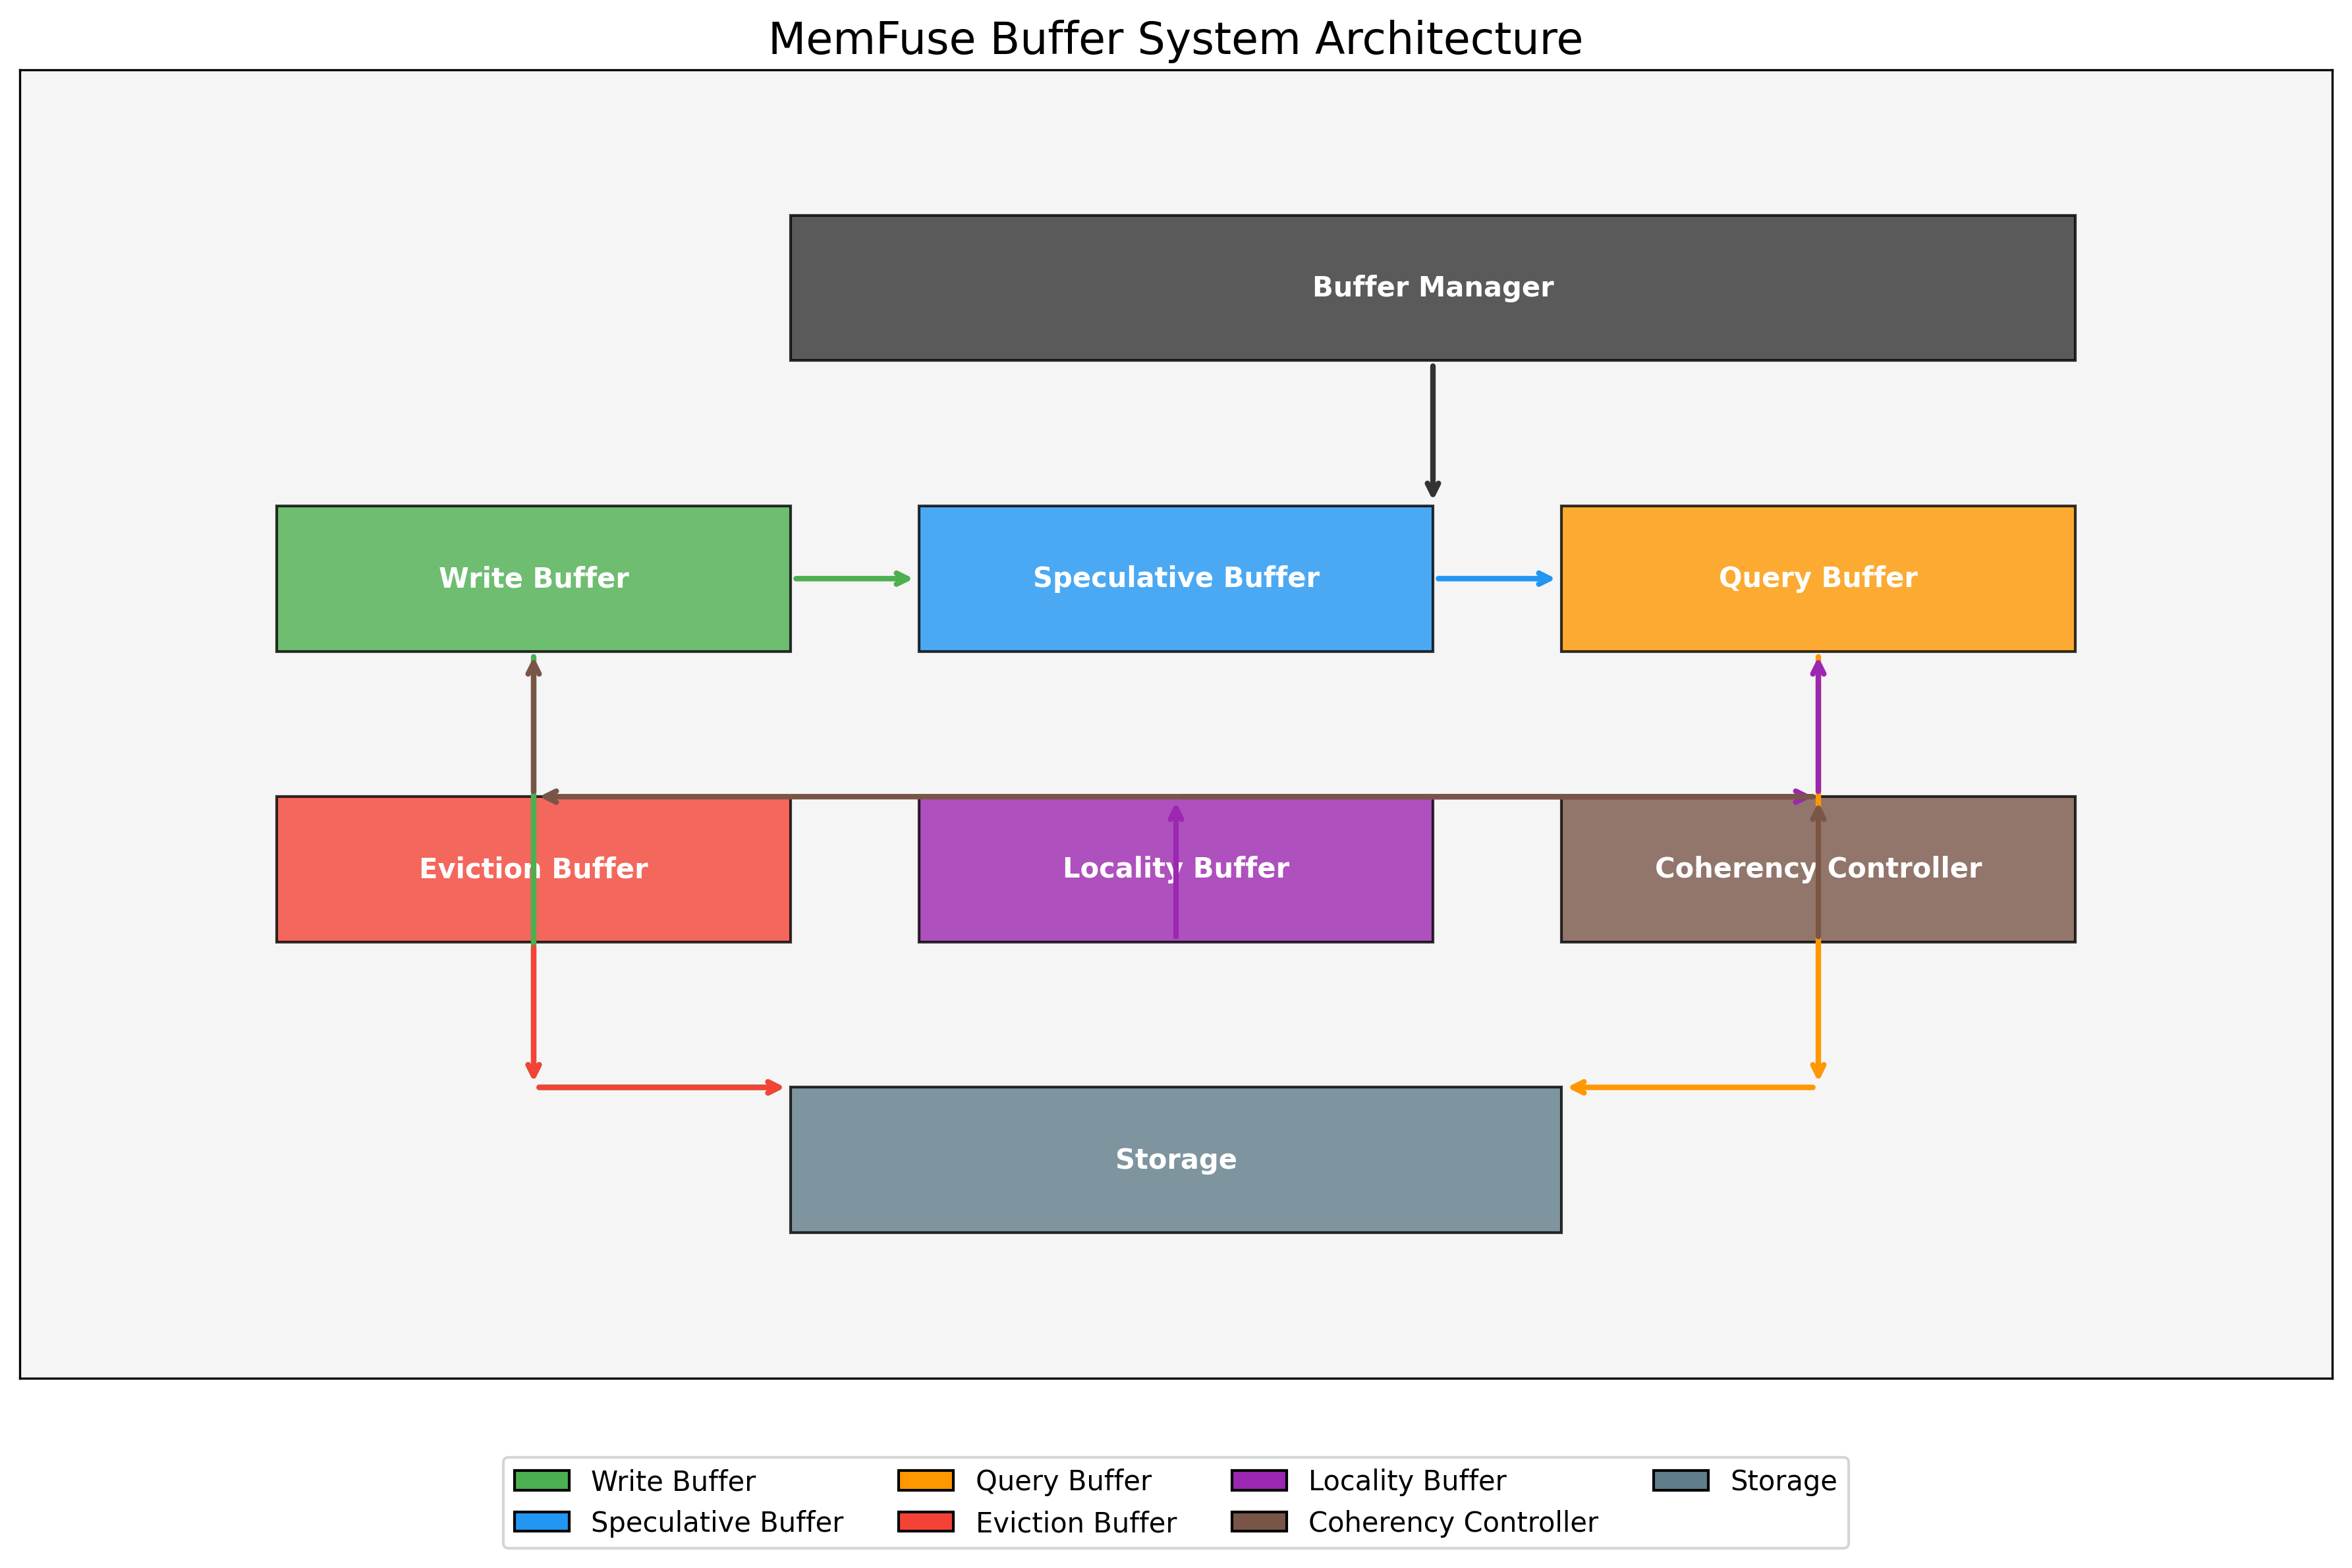 MemFuse Buffer System Architecture
Buffer Manager
Write Buffer
Speculative Buffer
Query Buffer
Eviction Buffer
Locality Buffer
Coherency Controller
Storage
Write Buffer
Speculative Buffer
Query Buffer
Eviction Buffer
Locality Buffer
Coherency Controller
Storage